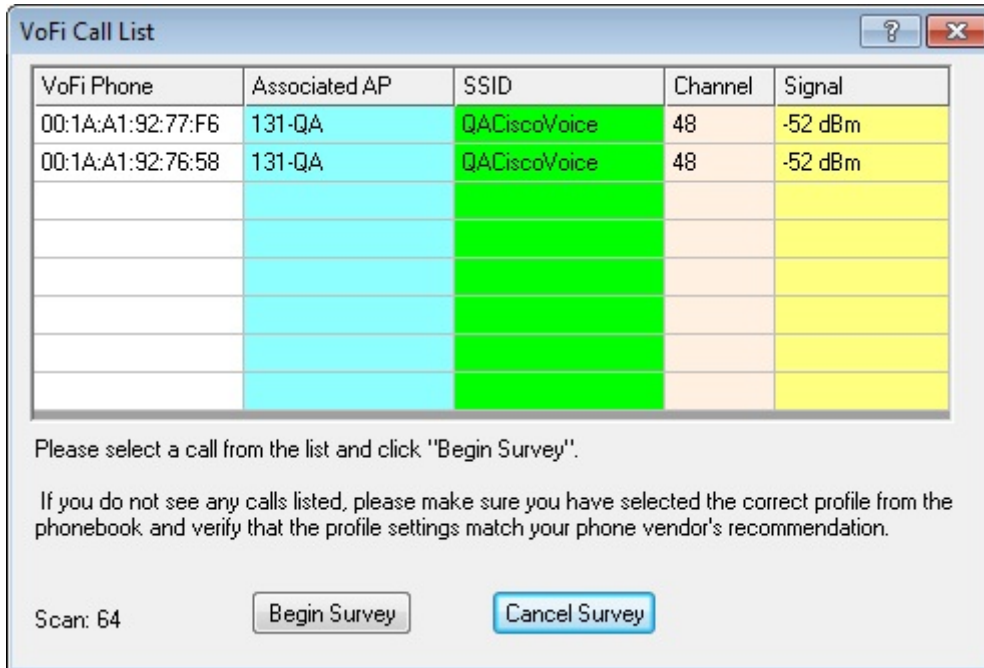 VoFi Call List
VoFi Phone Associated AP SSID Channel Signal
00:1A:A1:92:77:F6 131-QA QACiscoVoice 48 -52 dBm
00:1A:A1:92:76:58 131-QA QACiscoVoice 48 -52 dBm
Please select a call from the list and click "Begin Survey".
If you do not see any calls listed, please make sure you have selected the correct profile from the
phonebook and verify that the profile settings match your phone vendor's recommendation.
Scan: 64 Begin Survey Cancel Survey